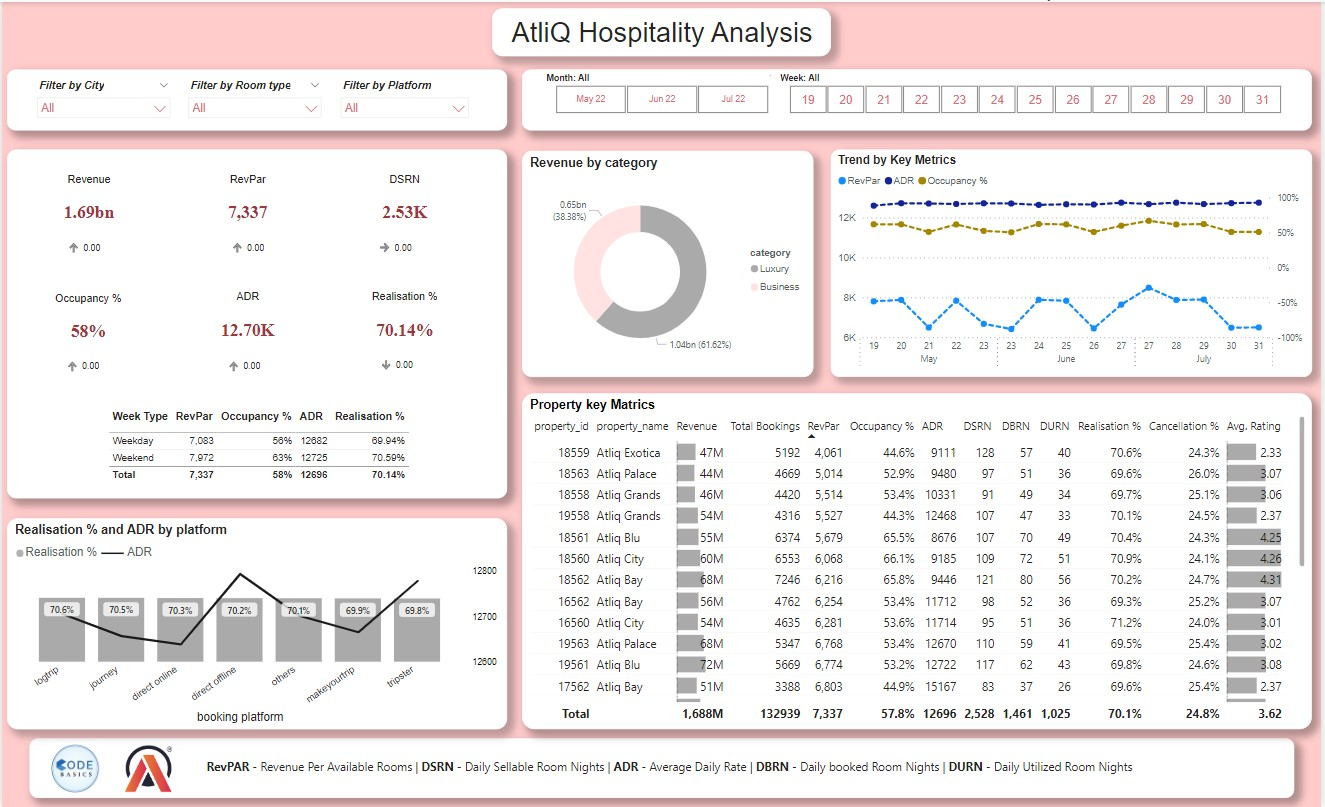 AtliQ Hospitality Analysis
Filter by City Filter by Room type Filter by Platform
All All All
Month: All
May 22 Jun 22 Jul 22
Week: All
19 20 21 22 23 24 25 26 27 28 29 30 31
Revenue RevPar DSRN
1.69bn 7,337 2.53K
0.00 0.00 0.00
Occupancy % ADR Realisation %
58% 12.70K 70.14%
0.00 0.00 0.00
Week Type RevPar Occupancy % ADR Realisation %
Weekday 7,083 56% 12682 69.94%
Weekend 7,972 63% 12725 70.59%
Total 7,337 58% 12696 70.14%
Revenue by category
0.65bn
(38.38%)
1.04bn (61.62%)
category
Luxury
Business
Trend by Key Metrics
RevPar ADR Occupancy %
12K
10K
8K
6K
100%
50%
0%
-50%
-100%
19 20 21 22 23 23 24 25 26 27 27 28 29 30 31
May June July
Realisation % and ADR by platform
Realisation % ADR
12800
12700
12600
70.6% 70.5% 70.3% 70.2% 70.1% 69.9% 69.8%
logtrip journey direct online direct offline others makeyourtrip tripster
booking platform
Property key Matrics
property_id property_name Revenue Total Bookings RevPar Occupancy % ADR DSRN DBRN DURN Realisation % Cancellation % Avg. Rating
18559 Atliq Exotica 47M 5192 4,061 44.6% 9111 128 57 40 70.6% 24.3% 2.33
18563 Atliq Palace 44M 4669 5,014 52.9% 9480 97 51 36 69.6% 26.0% 3.07
18558 Atliq Grands 46M 4420 5,514 53.4% 10331 91 49 34 69.7% 25.1% 3.06
19558 Atliq Grands 54M 4316 5,527 44.3% 12468 107 47 33 70.1% 24.5% 2.37
18561 Atliq Blu 55M 6374 5,679 65.5% 8676 107 70 49 70.4% 24.3% 4.25
18560 Atliq City 60M 6553 6,068 66.1% 9185 109 72 51 70.9% 24.1% 4.26
18562 Atliq Bay 68M 7246 6,216 65.8% 9446 121 80 56 70.2% 24.7% 4.31
16562 Atliq Bay 56M 4762 6,254 53.4% 11712 98 52 36 69.3% 25.2% 3.07
16560 Atliq City 54M 4635 6,281 53.6% 11714 95 51 36 71.2% 24.0% 3.01
19563 Atliq Palace 68M 5347 6,768 53.4% 12670 110 59 41 69.5% 25.4% 3.02
19561 Atliq Blu 72M 5669 6,774 53.2% 12722 117 62 43 69.8% 24.6% 3.08
17562 Atliq Bay 51M 3388 6,803 44.9% 15167 83 37 26 69.6% 25.4% 2.37
Total 1,688M 132939 7,337 57.8% 12696 2,528 1,461 1,025 70.1% 24.8% 3.62
CODE
BASICS
®
RevPAR - Revenue Per Available Rooms | DSRN - Daily Sellable Room Nights | ADR - Average Daily Rate | DBRN - Daily booked Room Nights | DURN - Daily Utilized Room Nights